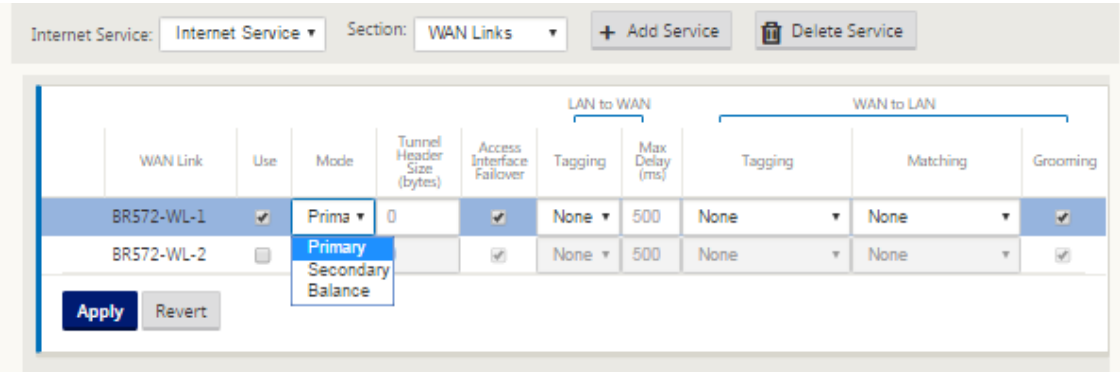 Internet Service: Internet Service Section: WAN Links + Add Service Delete Service
LAN to WAN WAN to LAN
WAN Link Use Mode Tunnel Header Size (bytes) Access Interface Failover Tagging Max Delay (ms) Tagging Matching Grooming
BR572-WL-1 Prima 0 None 500 None None
BR572-WL-2 None 500 None None
Primary
Secondary
Balance
Apply Revert